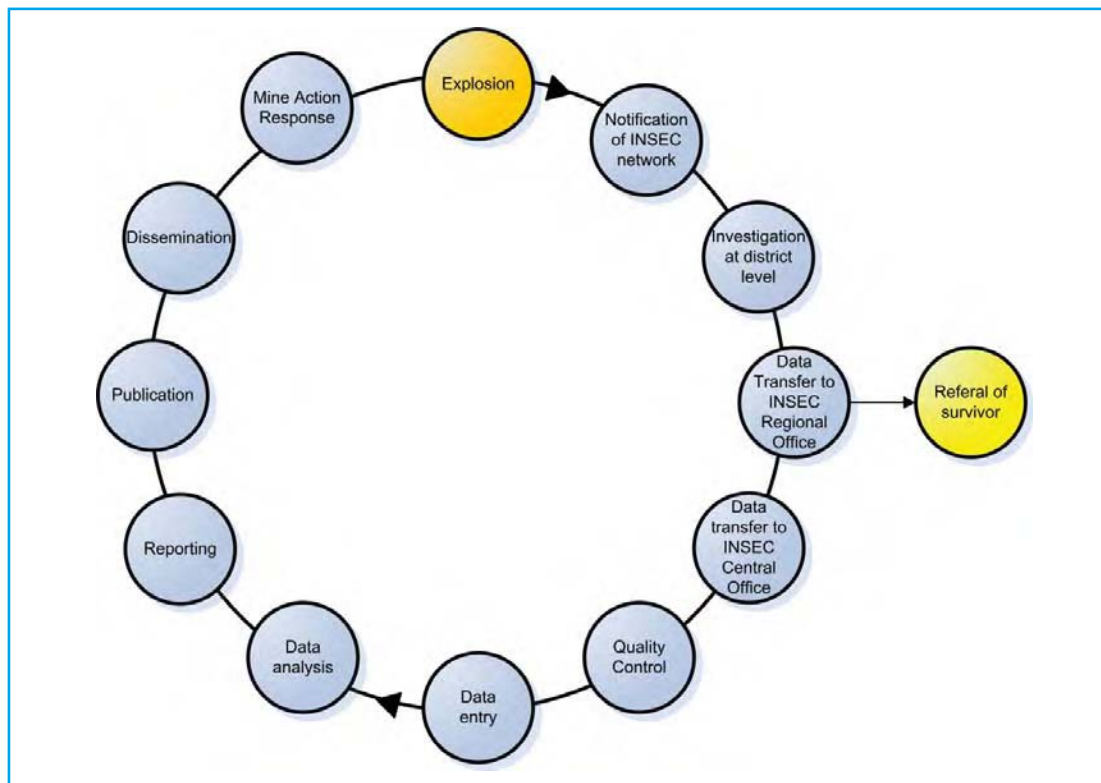 Explosion
Notification
of INSEC
network
Investigation
at district
level
Data
Transfer to
INSEC
Regional
Office
Referal of
survivor
Data
transfer to
INSEC
Central
Office
Quality
Control
Data
entry
Data
analysis
Reporting
Publication
Dissemination
Mine Action
Response